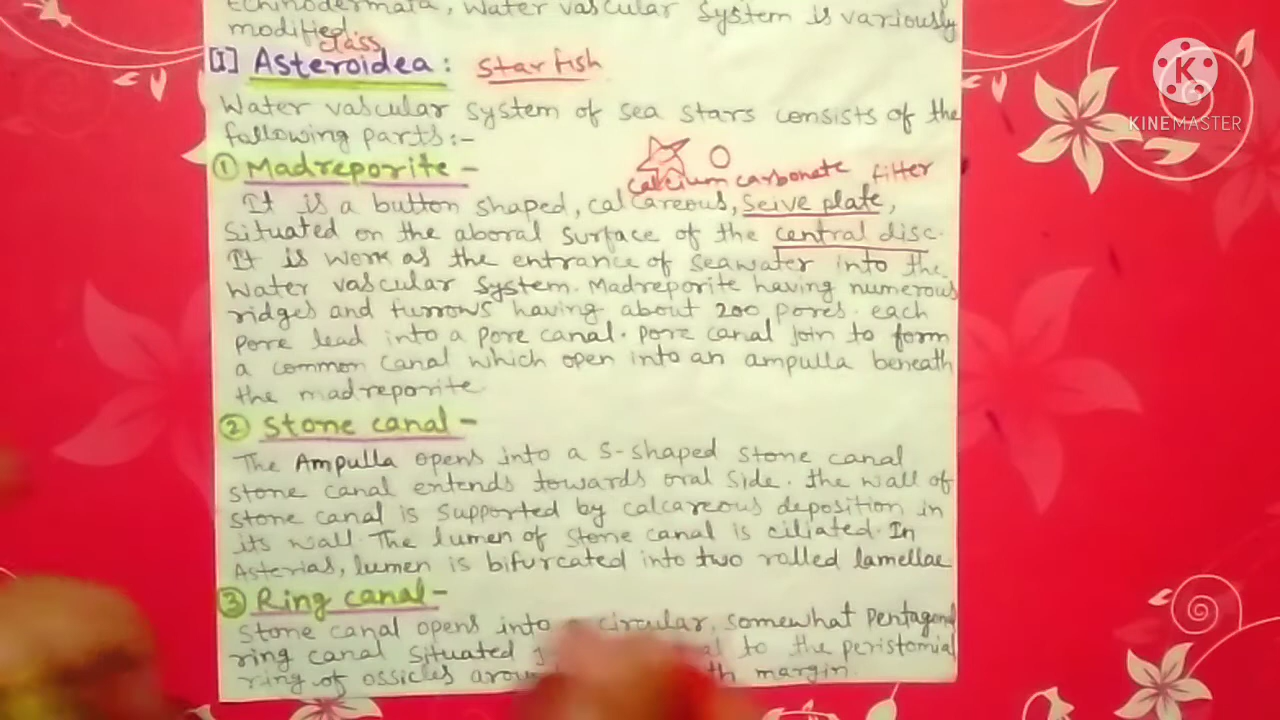 Echinodermata, Water vascular system is variously
modified.
class
[I] Asteroidea: Star fish
Water vascular system of sea stars consists of the
following parts:-
① Madreporite -
calcium carbonate filter
It is a button shaped, calcareous, Seive plate,
Situated on the aboral surface of the central disc.
It is work as the entrance of seawater into the
Water vascular System. Madreporite having numerous
ridges and furrows having about 200 pores. each
pore lead into a pore canal. pore canal join to form
a common canal which open into an ampulla beneath
the madreporite.
② Stone canal -
The Ampulla opens into a S-shaped stone canal
stone canal extends towards oral side. the wall of
stone canal is supported by calcareous deposition in
its wall. The lumen of stone canal is ciliated. In
Asterias, lumen is bifurcated into two rolled lamellae
③ Ring canal -
Stone canal opens into circular, somewhat Pentagonal
ring canal situated to the peristomial
ring of ossicles margin.
KINEMASTER
K